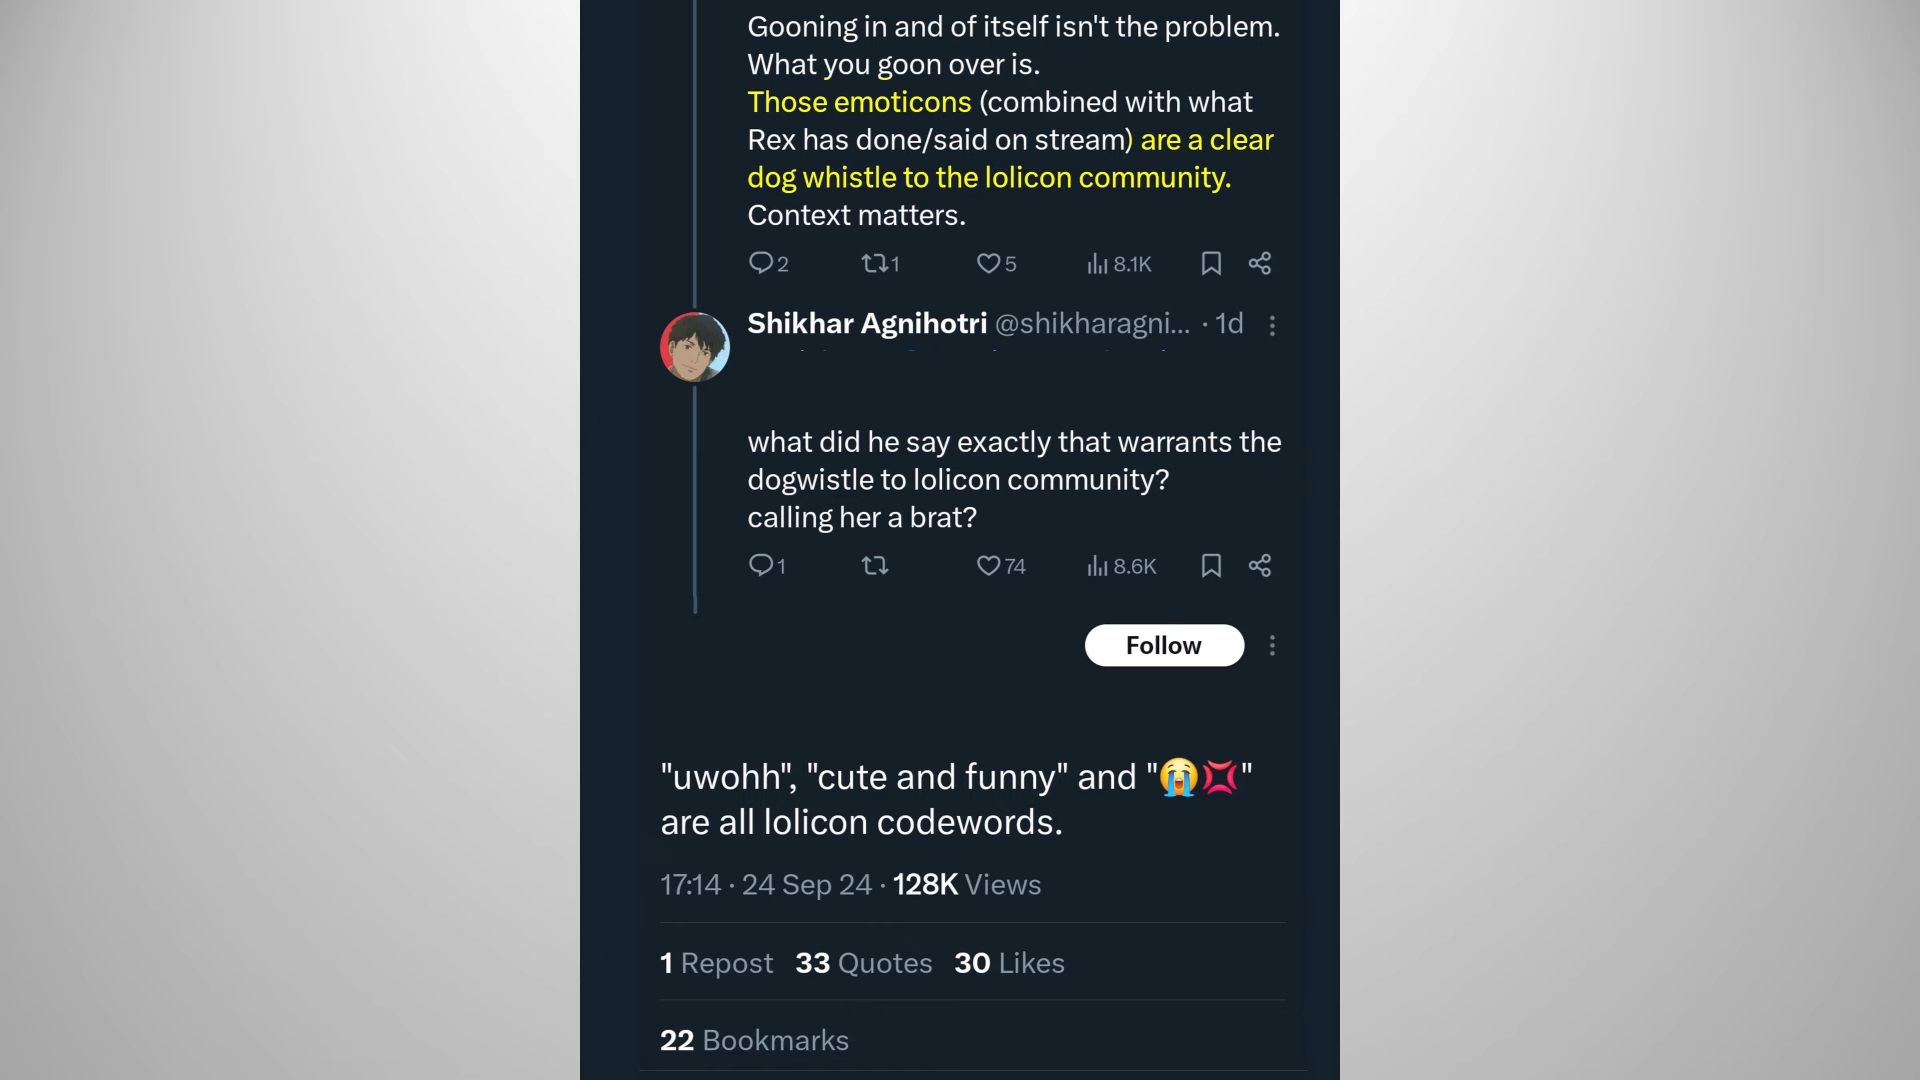 Gooning in and of itself isn't the problem.
What you goon over is.
Those emoticons (combined with what
Rex has done/said on stream) are a clear
dog whistle to the lolicon community.
Context matters.
2 1 5 8.1K
Shikhar Agnihotri @shikharagni... · 1d
what did he say exactly that warrants the
dogwistle to lolicon community?
calling her a brat?
1 74 8.6K
Follow
"uwohh", "cute and funny" and "😭💢"
are all lolicon codewords.
17:14 · 24 Sep 24 · 128K Views
1 Repost 33 Quotes 30 Likes
22 Bookmarks